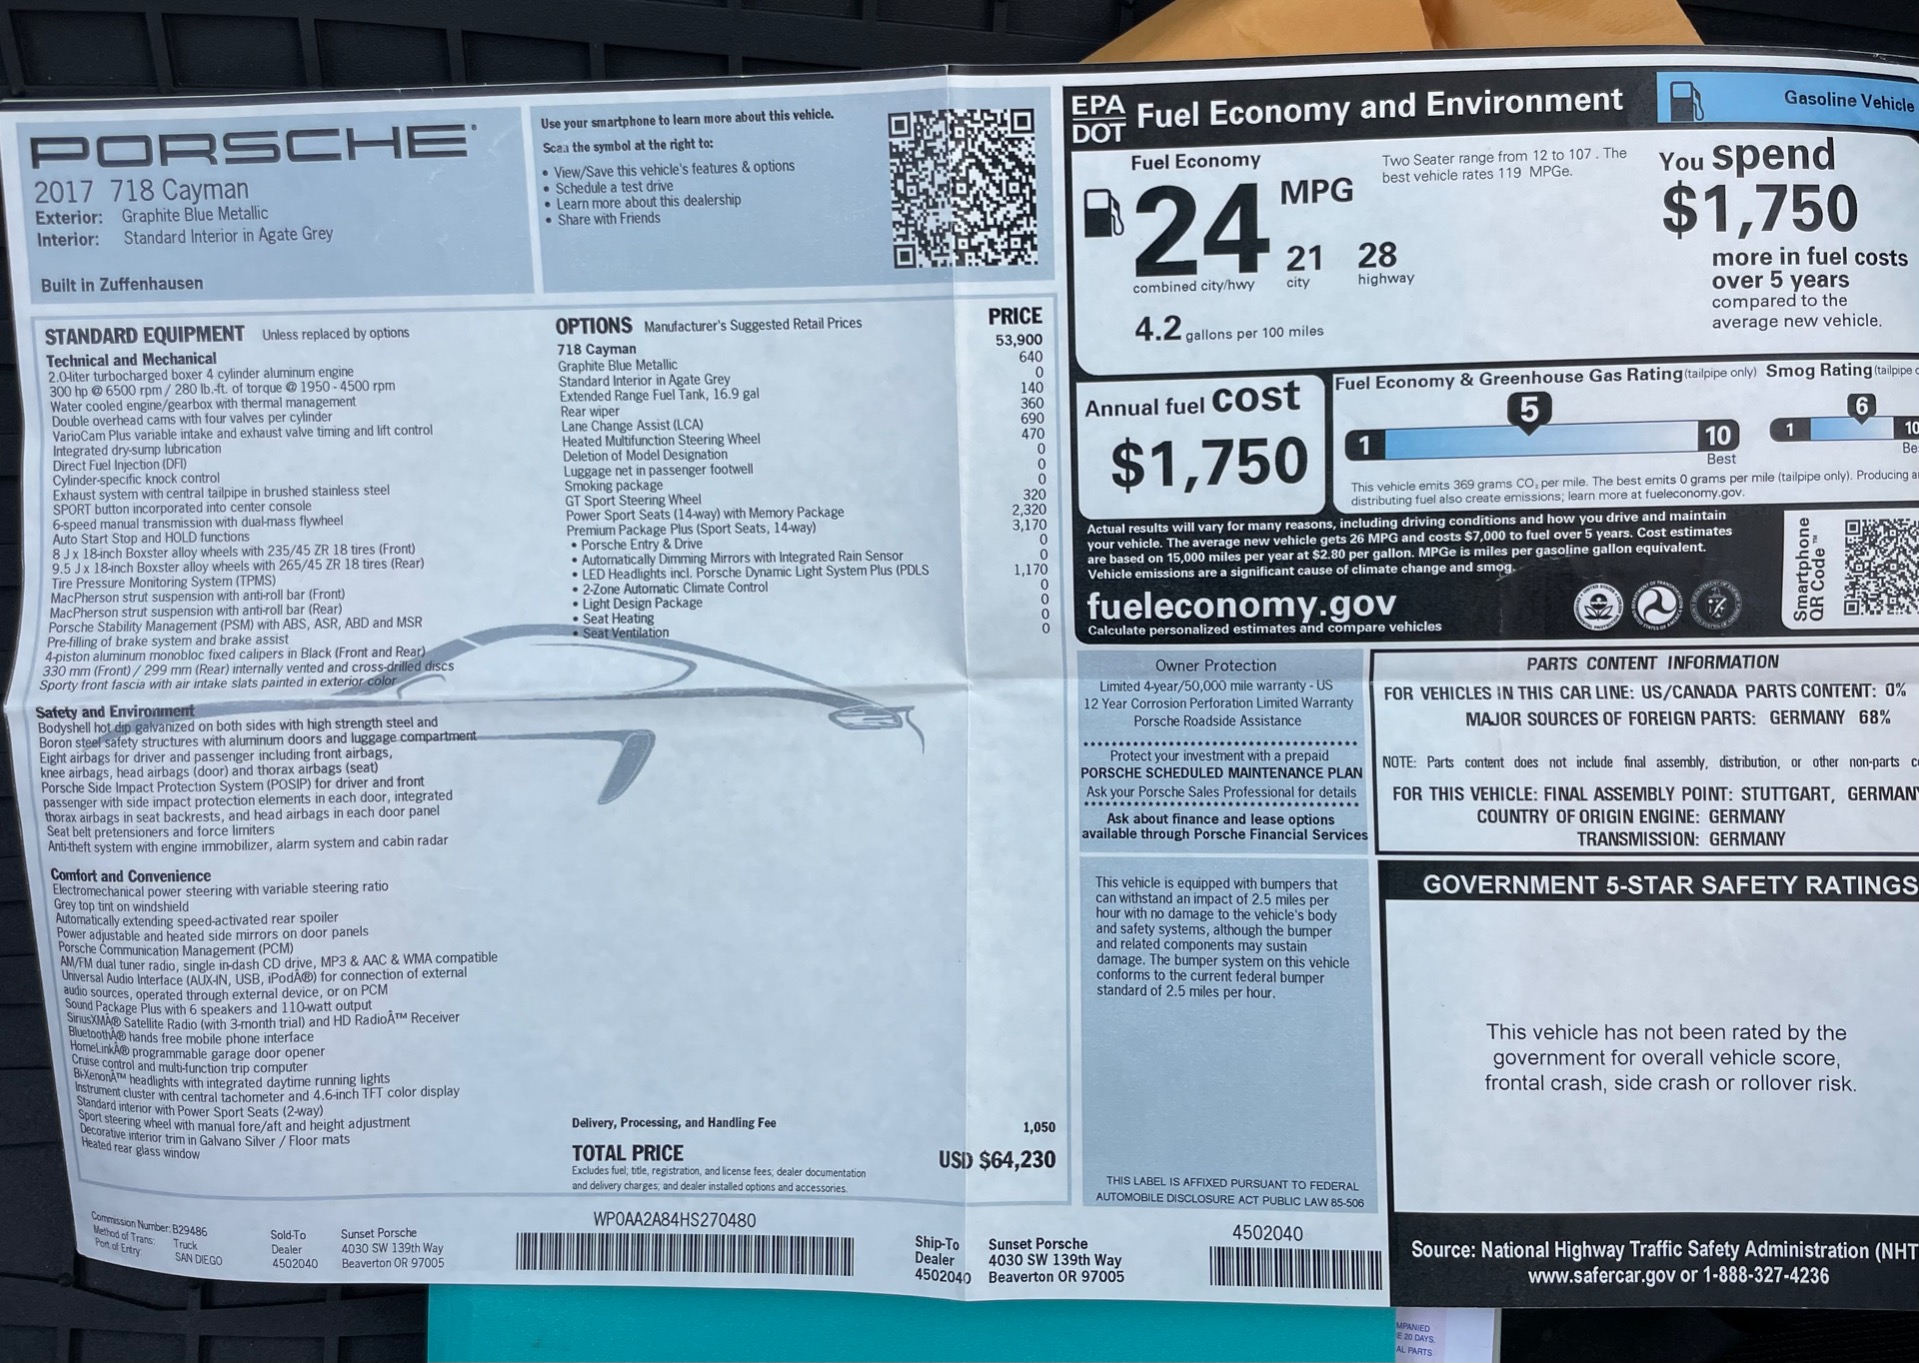 PORSCHE
2017 718 Cayman
Exterior: Graphite Blue Metallic
Interior: Standard Interior in Agate Grey
Built in Zuffenhausen
Use your smartphone to learn more about this vehicle.
Scan the symbol at the right to:
• View/Save this vehicle's features & options
• Schedule a test drive
• Learn more about this dealership
• Share with Friends
STANDARD EQUIPMENT Unless replaced by options
Technical and Mechanical
2.0-liter turbocharged boxer 4 cylinder aluminum engine
300 hp @ 6500 rpm / 280 lb.-ft. of torque @ 1950 - 4500 rpm
Water cooled engine/gearbox with thermal management
Double overhead cams with four valves per cylinder
VarioCam Plus variable intake and exhaust valve timing and lift control
Integrated dry-sump lubrication
Direct Fuel Injection (DFI)
Cylinder-specific knock control
Exhaust system with central tailpipe in brushed stainless steel
SPORT button incorporated into center console
6-speed manual transmission with dual-mass flywheel
Auto Start Stop and HOLD functions
8 J x 18-inch Boxster alloy wheels with 235/45 ZR 18 tires (Front)
9.5 J x 18-inch Boxster alloy wheels with 265/45 ZR 18 tires (Rear)
Tire Pressure Monitoring System (TPMS)
MacPherson strut suspension with anti-roll bar (Front)
MacPherson strut suspension with anti-roll bar (Rear)
Porsche Stability Management (PSM) with ABS, ASR, ABD and MSR
Pre-filling of brake system and brake assist
4-piston aluminum monobloc fixed calipers in Black (Front and Rear)
330 mm (Front) / 299 mm (Rear) internally vented and cross-drilled discs
Sporty front fascia with air intake slats painted in exterior color
Safety and Environment
Bodyshell hot dip galvanized on both sides with high strength steel and
Boron steel safety structures with aluminum doors and luggage compartment
Eight airbags for driver and passenger including front airbags,
knee airbags, head airbags (door) and thorax airbags (seat)
Porsche Side Impact Protection System (POSIP) for driver and front
passenger with side impact protection elements in each door, integrated
thorax airbags in seat backrests, and head airbags in each door panel
Seat belt pretensioners and force limiters
Anti-theft system with engine immobilizer, alarm system and cabin radar
Comfort and Convenience
Electromechanical power steering with variable steering ratio
Grey top tint on windshield
Automatically extending speed-activated rear spoiler
Power adjustable and heated side mirrors on door panels
Porsche Communication Management (PCM)
AM/FM dual tuner radio, single in-dash CD drive, MP3 & AAC & WMA compatible
Universal Audio Interface (AUX-IN, USB, iPodÂ®) for connection of external
audio sources, operated through external device, or on PCM
Sound Package Plus with 6 speakers and 110-watt output
SiriusXMÂ® Satellite Radio (with 3-month trial) and HD RadioÂ™ Receiver
BluetoothÂ® hands free mobile phone interface
HomeLinkÂ® programmable garage door opener
Cruise control and multi-function trip computer
Bi-XenonÂ™ headlights with integrated daytime running lights
Instrument cluster with central tachometer and 4.6-inch TFT color display
Standard interior with Power Sport Seats (2-way)
Sport steering wheel with manual fore/aft and height adjustment
Decorative interior trim in Galvano Silver / Floor mats
Heated rear glass window
OPTIONS Manufacturer's Suggested Retail Prices PRICE
718 Cayman 53,900
Graphite Blue Metallic 640
Standard Interior in Agate Grey 0
Extended Range Fuel Tank, 16.9 gal 140
Rear wiper 360
Lane Change Assist (LCA) 690
Heated Multifunction Steering Wheel 470
Deletion of Model Designation 0
Luggage net in passenger footwell 0
Smoking package 0
GT Sport Steering Wheel 320
Power Sport Seats (14-way) with Memory Package 2,320
Premium Package Plus (Sport Seats, 14-way) 3,170
• Porsche Entry & Drive 0
• Automatically Dimming Mirrors with Integrated Rain Sensor 0
• LED Headlights incl. Porsche Dynamic Light System Plus (PDLS 1,170
• 2-Zone Automatic Climate Control 0
• Light Design Package 0
• Seat Heating 0
• Seat Ventilation 0
Delivery, Processing, and Handling Fee 1,050
TOTAL PRICE USD $64,230
Excludes fuel; title, registration, and license fees; dealer documentation
and delivery charges; and dealer installed options and accessories.
Commission Number: B29486
Method of Trans: Truck
Port of Entry: SAN DIEGO
Sold-To
Dealer
4502040
Sunset Porsche
4030 SW 139th Way
Beaverton OR 97005
WP0AA2A84HS270480
Ship-To
Dealer
4502040
Sunset Porsche
4030 SW 139th Way
Beaverton OR 97005
4502040
EPA
DOT
Fuel Economy and Environment
Gasoline Vehicle
Fuel Economy
24 MPG
combined city/hwy
21
city
28
highway
4.2 gallons per 100 miles
Two Seater range from 12 to 107 . The
best vehicle rates 119 MPGe.
You spend
$1,750
more in fuel costs
over 5 years
compared to the
average new vehicle.
Annual fuel cost
$1,750
Fuel Economy & Greenhouse Gas Rating (tailpipe only)
5
1
10
Best
Smog Rating (tailpipe o
6
1
10
Be
This vehicle emits 369 grams CO₂ per mile. The best emits 0 grams per mile (tailpipe only). Producing a
distributing fuel also create emissions; learn more at fueleconomy.gov.
Actual results will vary for many reasons, including driving conditions and how you drive and maintain
your vehicle. The average new vehicle gets 26 MPG and costs $7,000 to fuel over 5 years. Cost estimates
are based on 15,000 miles per year at $2.80 per gallon. MPGe is miles per gasoline gallon equivalent.
Vehicle emissions are a significant cause of climate change and smog.
fueleconomy.gov
Calculate personalized estimates and compare vehicles
Smartphone
QR Code™
Owner Protection
Limited 4-year/50,000 mile warranty - US
12 Year Corrosion Perforation Limited Warranty
Porsche Roadside Assistance
Protect your investment with a prepaid
PORSCHE SCHEDULED MAINTENANCE PLAN
Ask your Porsche Sales Professional for details
Ask about finance and lease options
available through Porsche Financial Services
This vehicle is equipped with bumpers that
can withstand an impact of 2.5 miles per
hour with no damage to the vehicle's body
and safety systems, although the bumper
and related components may sustain
damage. The bumper system on this vehicle
conforms to the current federal bumper
standard of 2.5 miles per hour.
THIS LABEL IS AFFIXED PURSUANT TO FEDERAL
AUTOMOBILE DISCLOSURE ACT PUBLIC LAW 85-506
PARTS CONTENT INFORMATION
FOR VEHICLES IN THIS CAR LINE: US/CANADA PARTS CONTENT: 0%
MAJOR SOURCES OF FOREIGN PARTS: GERMANY 68%
NOTE: Parts content does not include final assembly, distribution, or other non-parts c
FOR THIS VEHICLE: FINAL ASSEMBLY POINT: STUTTGART, GERMANY
COUNTRY OF ORIGIN ENGINE: GERMANY
TRANSMISSION: GERMANY
GOVERNMENT 5-STAR SAFETY RATINGS
This vehicle has not been rated by the
government for overall vehicle score,
frontal crash, side crash or rollover risk.
Source: National Highway Traffic Safety Administration (NHT
www.safercar.gov or 1-888-327-4236
MPANIED
E 20 DAYS.
AL PARTS